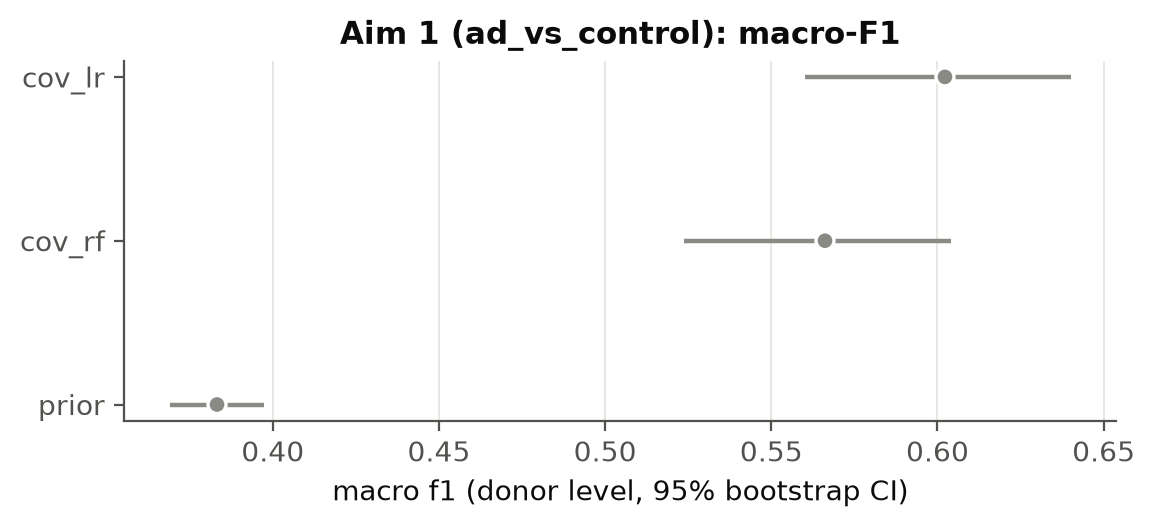 Aim 1 (ad_vs_control): macro-F1
cov_lr
cov_rf
prior
0.40 0.45 0.50 0.55 0.60 0.65
macro f1 (donor level, 95% bootstrap CI)